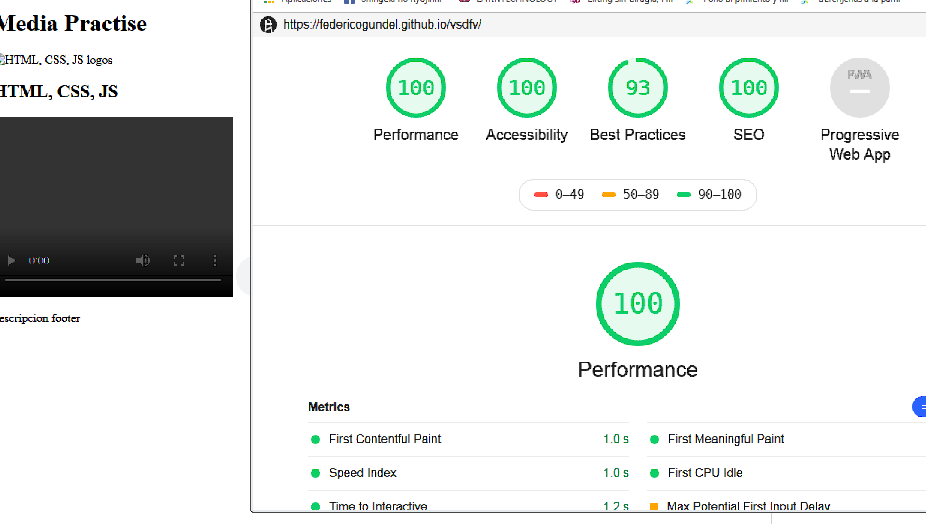 Media Practise
HTML, CSS, JS logos
HTML, CSS, JS
0:00
escripcion footer
https://federicogundel.github.io/vsdfv/
100
100
93
100
PWA
Performance
Accessibility
Best Practices
SEO
Progressive
Web App
0–49
50–89
90–100
100
Performance
Metrics
First Contentful Paint
1.0 s
First Meaningful Paint
Speed Index
1.0 s
First CPU Idle
Time to Interactive
1.2 s
Max Potential First Input Delay